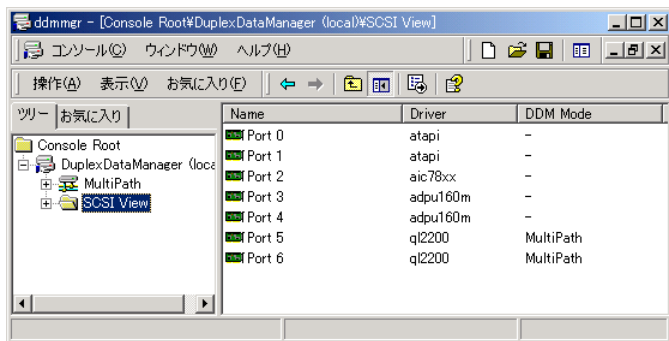 ddmmgr - [Console Root¥DuplexDataManager (local)¥SCSI View]
コンソール(C) ウィンドウ(W) ヘルプ(H)
操作(A) 表示(V) お気に入り(F)
ツリー お気に入り
Console Root
DuplexDataManager (loca
MultiPath
SCSI View
Name Driver DDM Mode
Port 0 atapi -
Port 1 atapi -
Port 2 aic78xx -
Port 3 adpu160m -
Port 4 adpu160m -
Port 5 ql2200 MultiPath
Port 6 ql2200 MultiPath